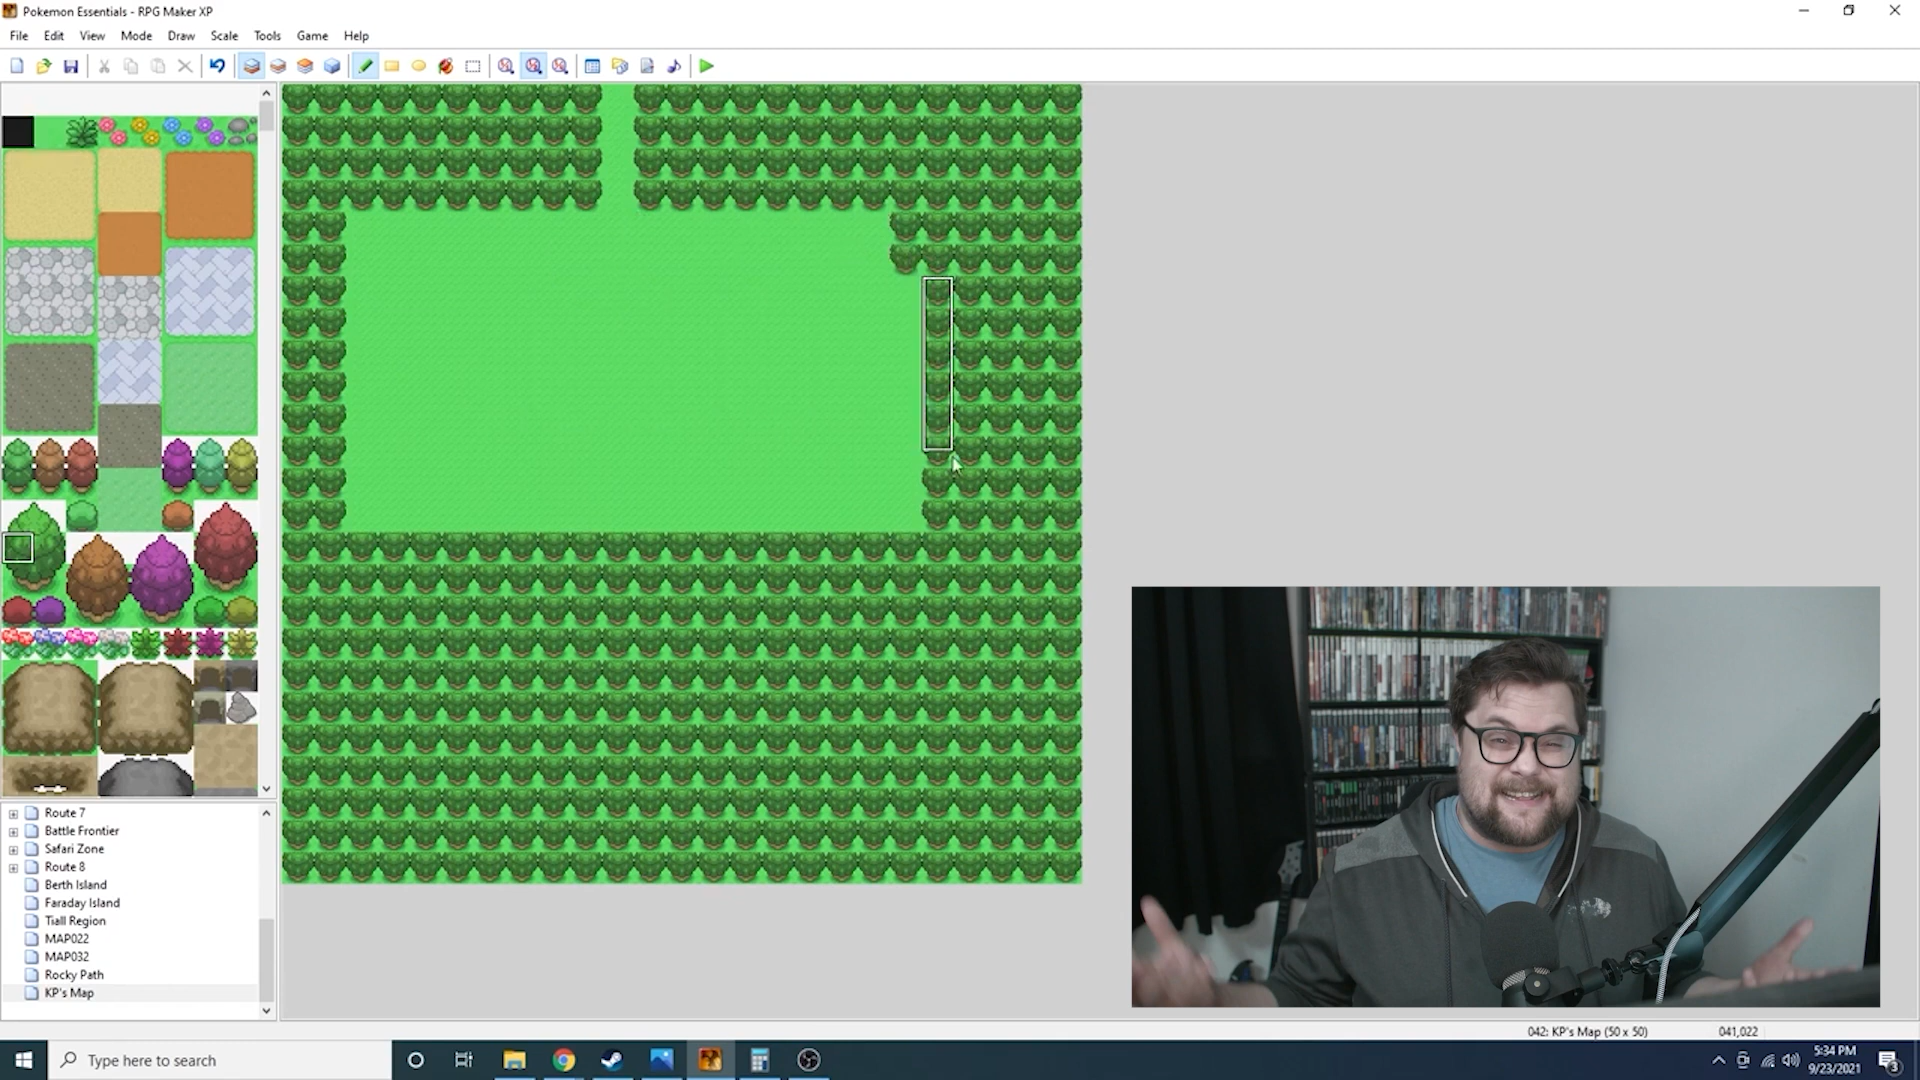 Pokemon Essentials - RPG Maker XP
File Edit View Mode Draw Scale Tools Game Help
Route 7
Battle Frontier
Safari Zone
Route 8
Berth Island
Faraday Island
Tiall Region
MAP022
MAP032
Rocky Path
KP's Map
042: KP's Map (50 x 50) 041,022
Type here to search
5:34 PM
9/23/2021
3